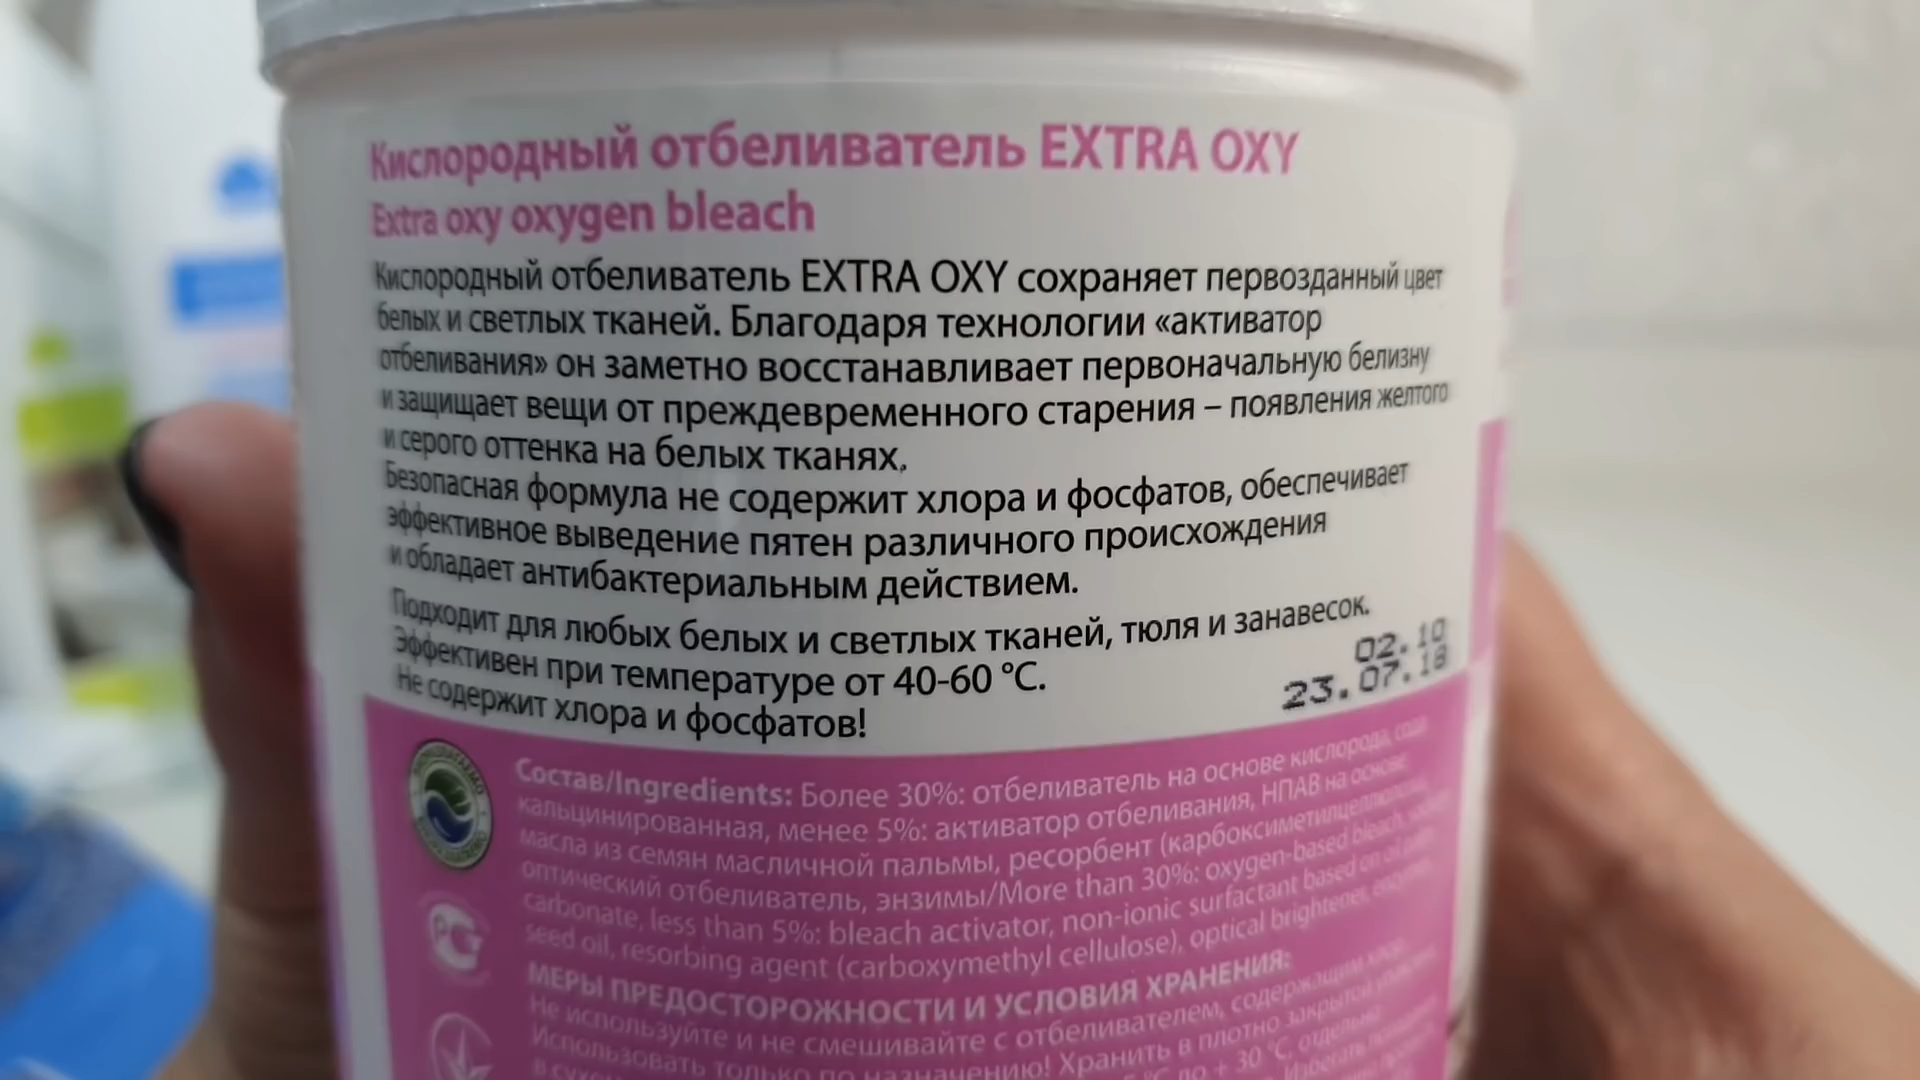 Кислородный отбеливатель EXTRA OXY
Extra oxy oxygen bleach
Кислородный отбеливатель EXTRA OXY сохраняет первозданный цвет
белых и светлых тканей. Благодаря технологии «активатор
отбеливания» он заметно восстанавливает первоначальную белизну
и защищает вещи от преждевременного старения – появления желтого
и серого оттенка на белых тканях.
Безопасная формула не содержит хлора и фосфатов, обеспечивает
эффективное выведение пятен различного происхождения
и обладает антибактериальным действием.
Подходит для любых белых и светлых тканей, тюля и занавесок.
Эффективен при температуре от 40-60 °C.
Не содержит хлора и фосфатов!
02.10
23.07.18
Состав/Ingredients: Более 30%: отбеливатель на основе кислорода, сода
кальцинированная, менее 5%: активатор отбеливания, НПАВ на основе
масла из семян масличной пальмы, ресорбент (карбоксиметилцеллюлоза),
оптический отбеливатель, энзимы/More than 30%: oxygen-based bleach,
carbonate, less than 5%: bleach activator, non-ionic surfactant based on oil palm
seed oil, resorbing agent (carboxymethyl cellulose), optical brightener, enzymes
МЕРЫ ПРЕДОСТОРОЖНОСТИ И УСЛОВИЯ ХРАНЕНИЯ:
Не используйте и не смешивайте с отбеливателем, содержащим хлор.
Использовать только по назначению! Хранить в плотно закрытой
°C до + 30 °C, отдельно